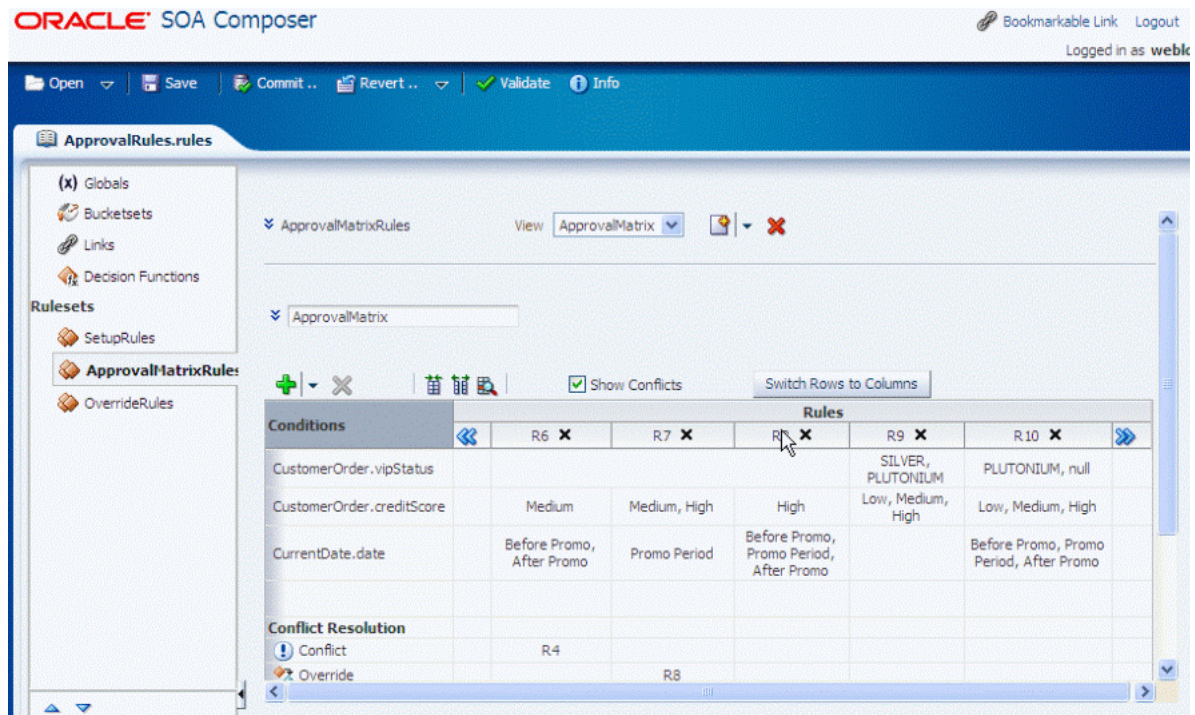 ORACLE SOA Composer
Bookmarkable Link Logout
Logged in as weblo
Open Save Commit .. Revert .. Validate Info
ApprovalRules.rules
(x) Globals
Bucketsets
Links
Decision Functions
Rulesets
SetupRules
ApprovalMatrixRules
OverrideRules
ApprovalMatrixRules View ApprovalMatrix
ApprovalMatrix
Show Conflicts Switch Rows to Columns
Conditions
Rules
R6 R7 R9 R10
CustomerOrder.vipStatus SILVER, PLUTONIUM PLUTONIUM, null
CustomerOrder.creditScore Medium Medium, High High Low, Medium, High Low, Medium, High
CurrentDate.date Before Promo, After Promo Promo Period Before Promo, Promo Period, After Promo Before Promo, Promo Period, After Promo
Conflict Resolution
Conflict R4
Override R8